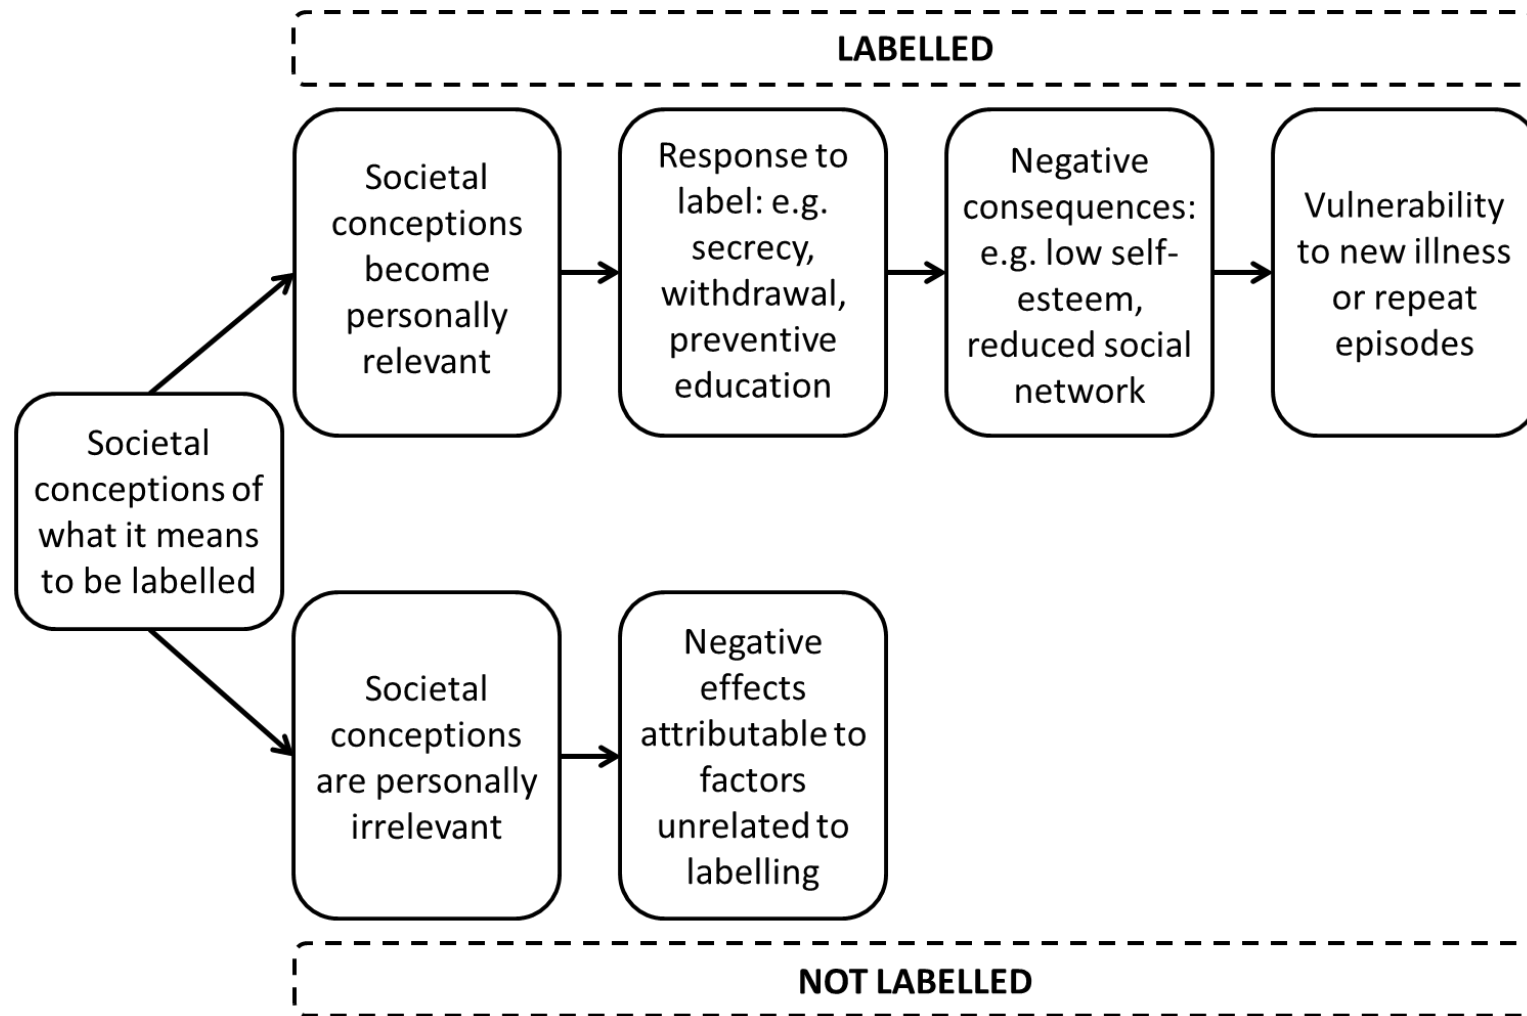 LABELLED
Societal
conceptions
become
personally
relevant
Response to
label: e.g.
secrecy,
withdrawal,
preventive
education
Negative
consequences:
e.g. low self-
esteem,
reduced social
network
Vulnerability
to new illness
or repeat
episodes
Societal
conceptions of
what it means
to be labelled
Societal
conceptions
are personally
irrelevant
Negative
effects
attributable to
factors
unrelated to
labelling
NOT LABELLED